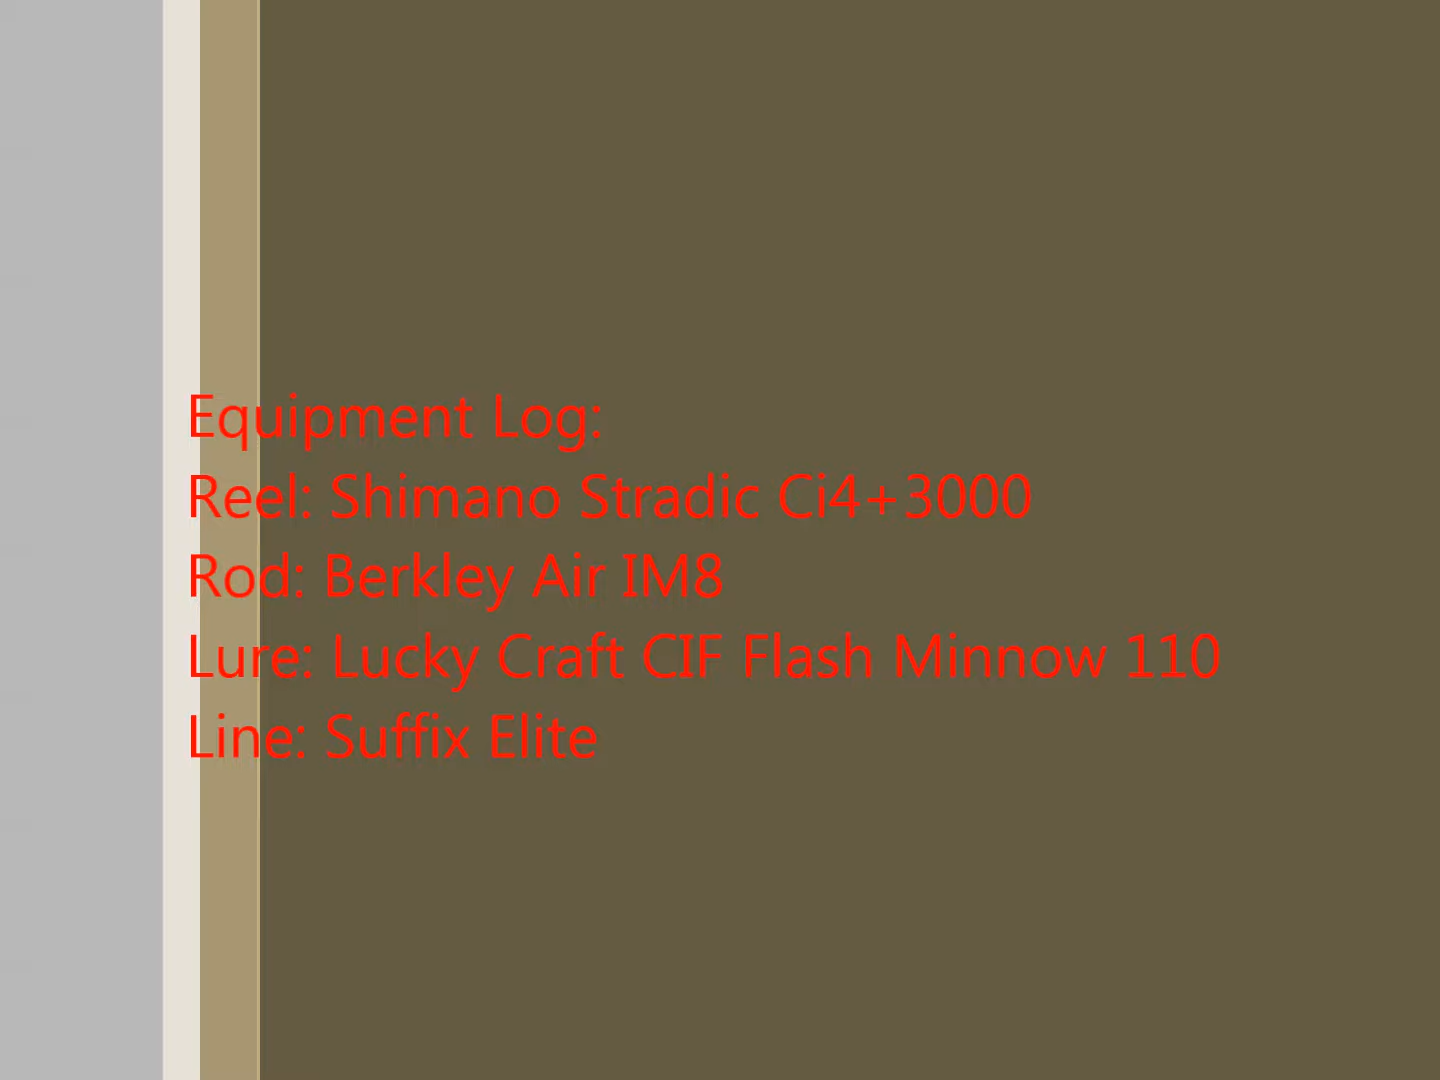 Equipment Log:
Reel: Shimano Stradic Ci4+3000
Rod: Berkley Air IM8
Lure: Lucky Craft CIF Flash Minnow 110
Line: Suffix Elite